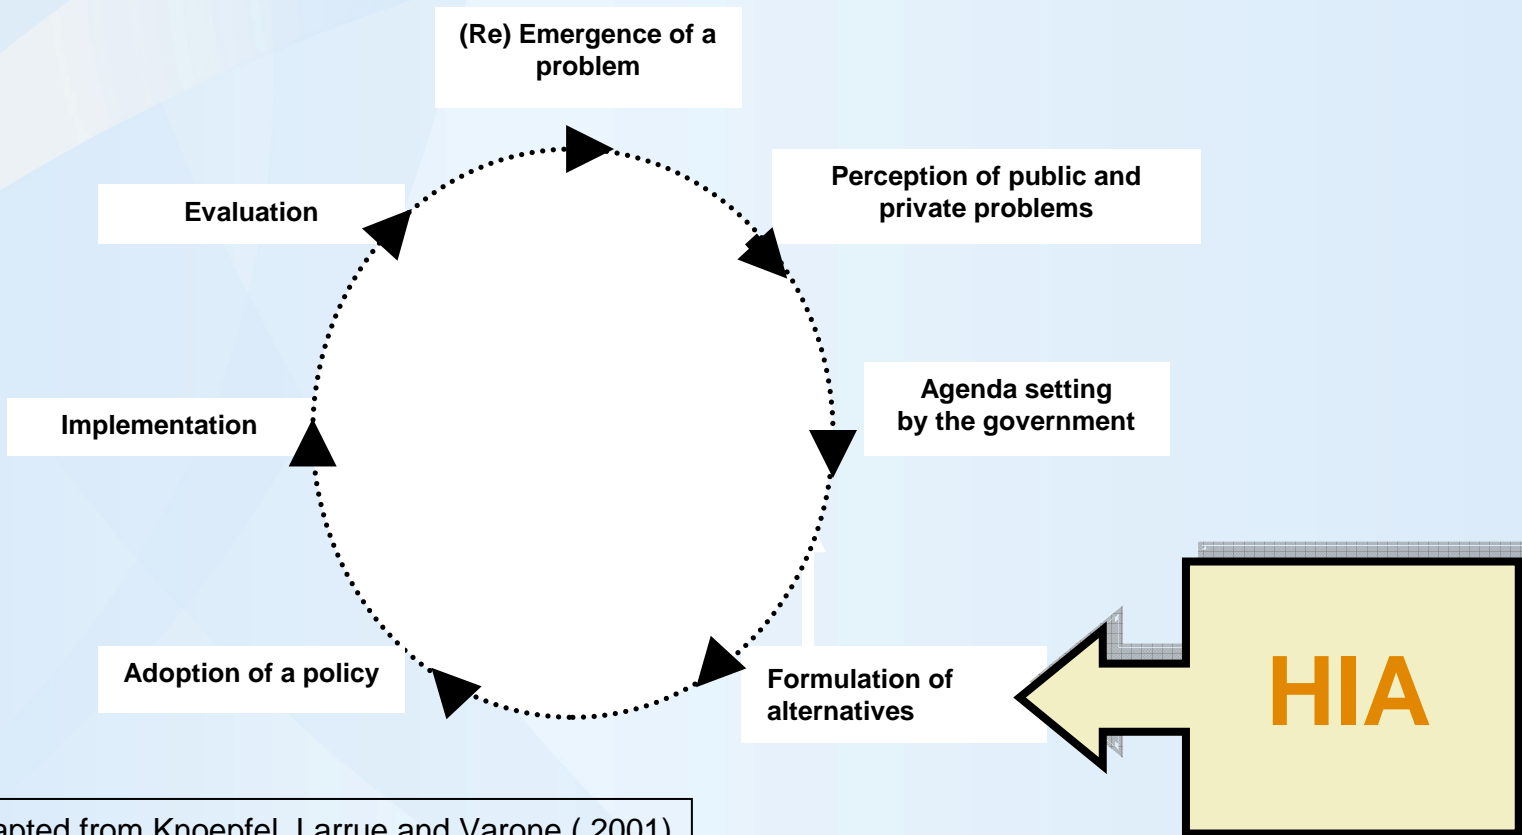 (Re) Emergence of a
problem
Perception of public and
private problems
Evaluation
Agenda setting
by the government
Implementation
Formulation of
alternatives
HIA
Adoption of a policy
from Knoepfel, Larrue and Varone ( 2001)